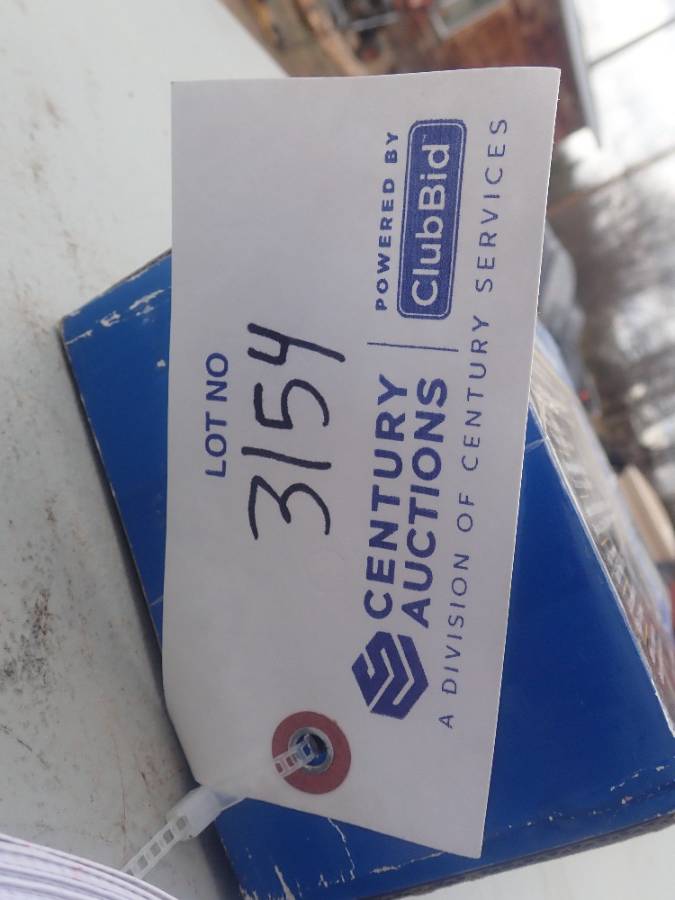 LOT NO
3154
CENTURY
AUCTIONS
POWERED BY
ClubBid
A DIVISION OF CENTURY SERVICES